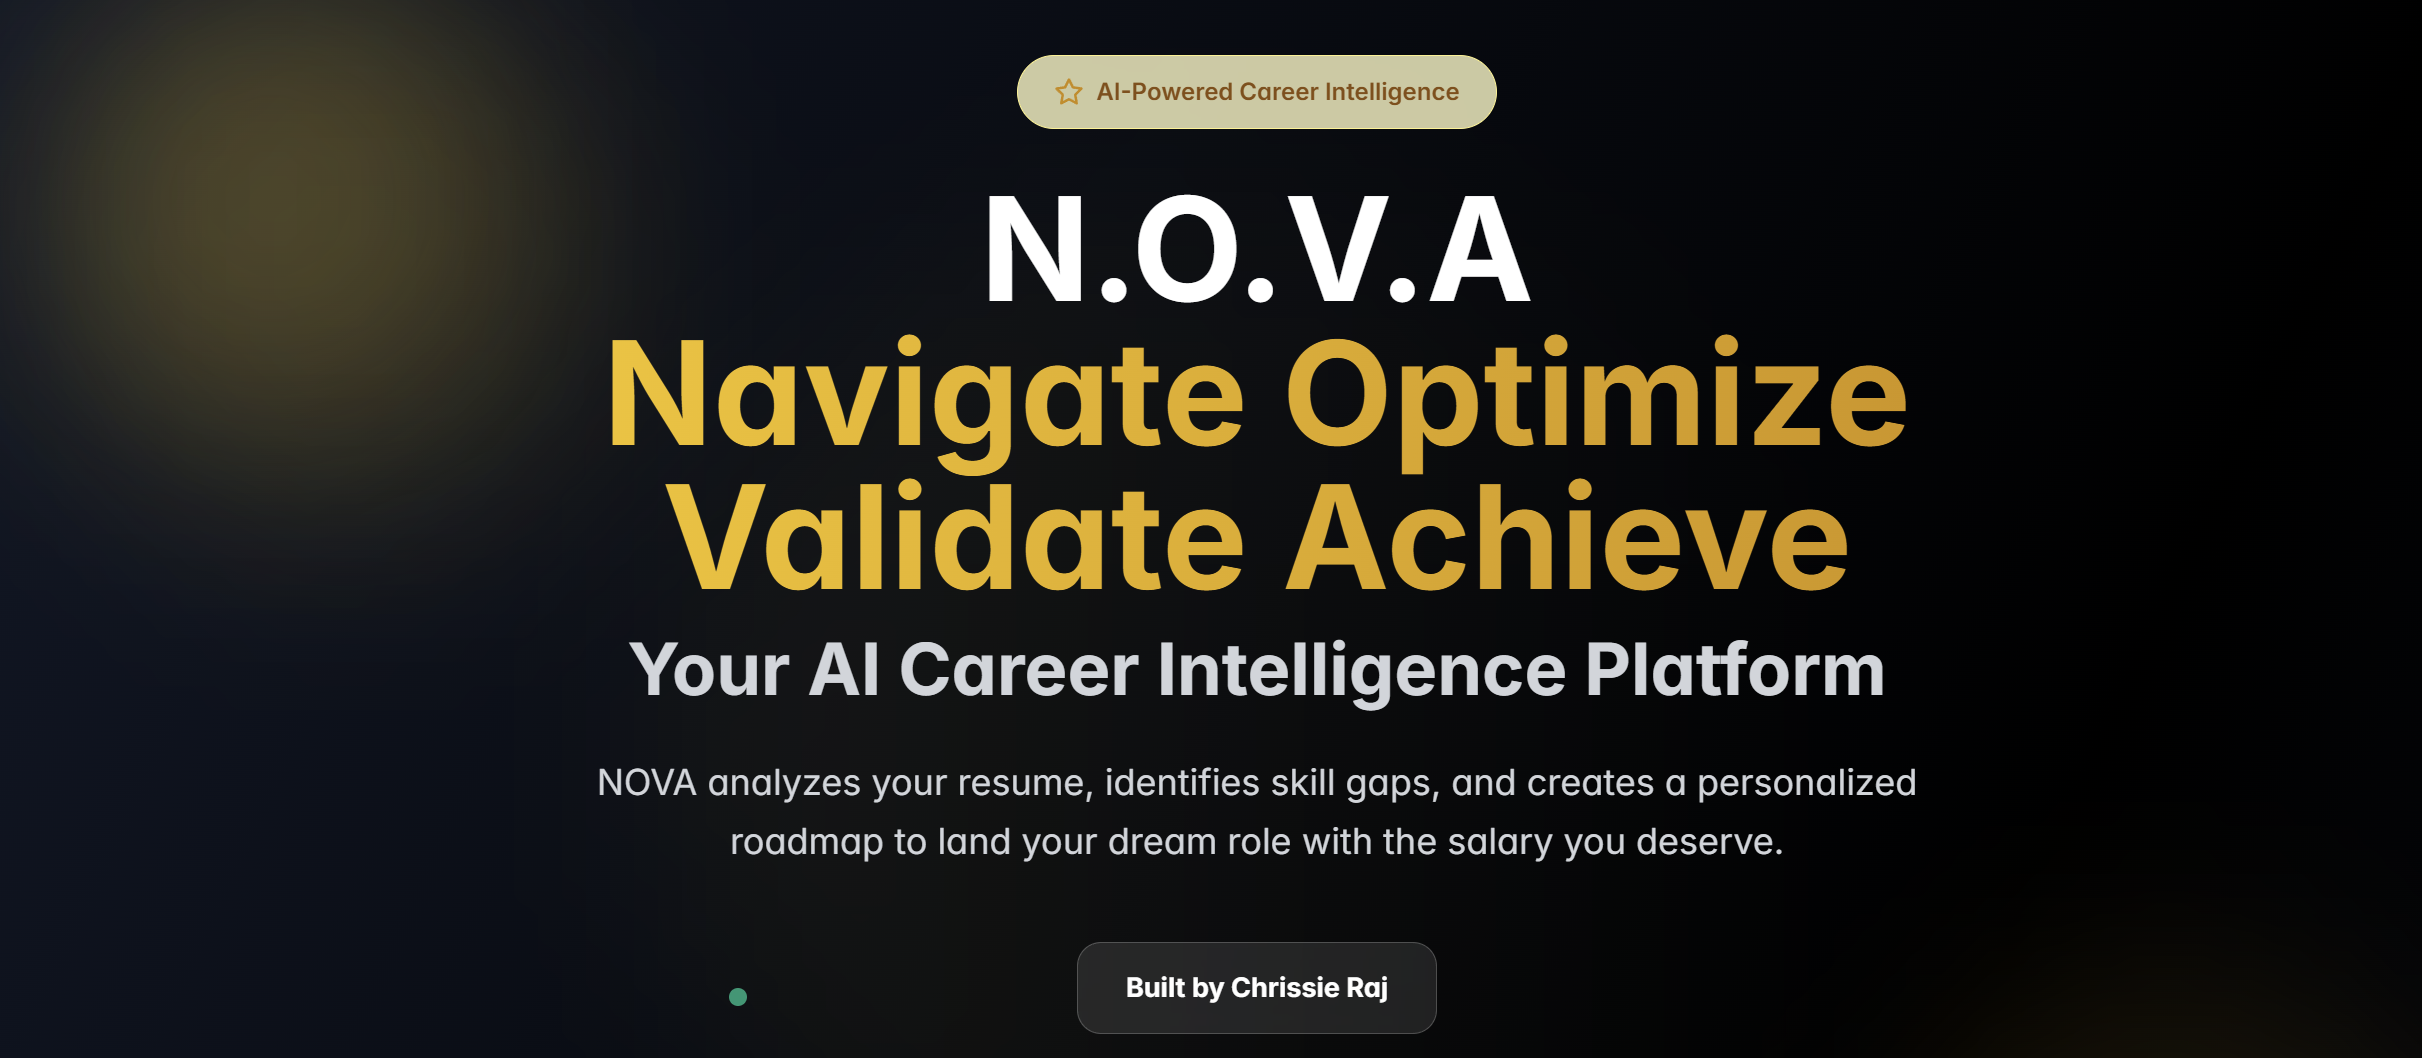 AI-Powered Career Intelligence
N.O.V.A
Navigate Optimize
Validate Achieve
Your AI Career Intelligence Platform
NOVA analyzes your resume, identifies skill gaps, and creates a personalized
roadmap to land your dream role with the salary you deserve.
Built by Chrissie Raj